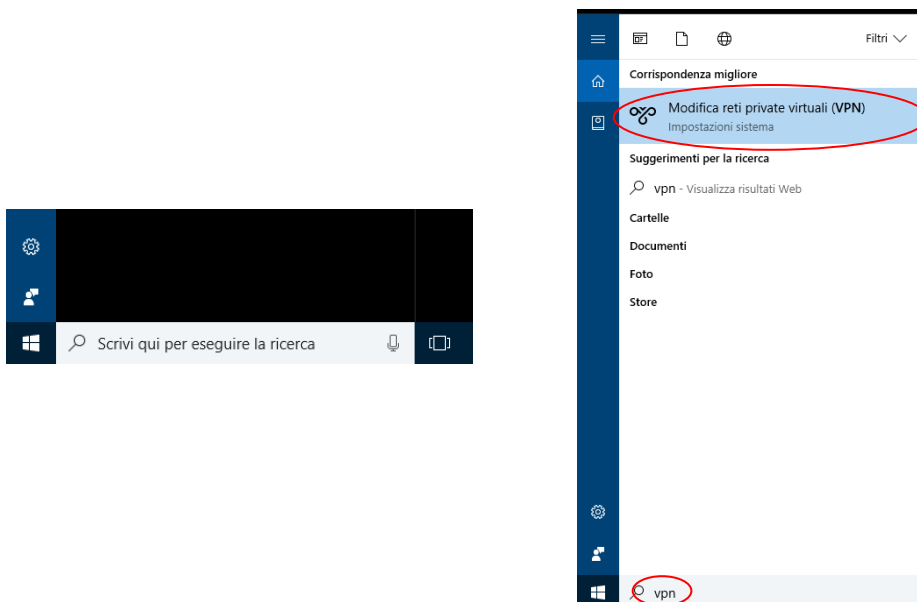 Scrivi qui per eseguire la ricerca
Filtri
Corrispondenza migliore
Modifica reti private virtuali (VPN)
Impostazioni sistema
Suggerimenti per la ricerca
vpn - Visualizza risultati Web
Cartelle
Documenti
Foto
Store
vpn